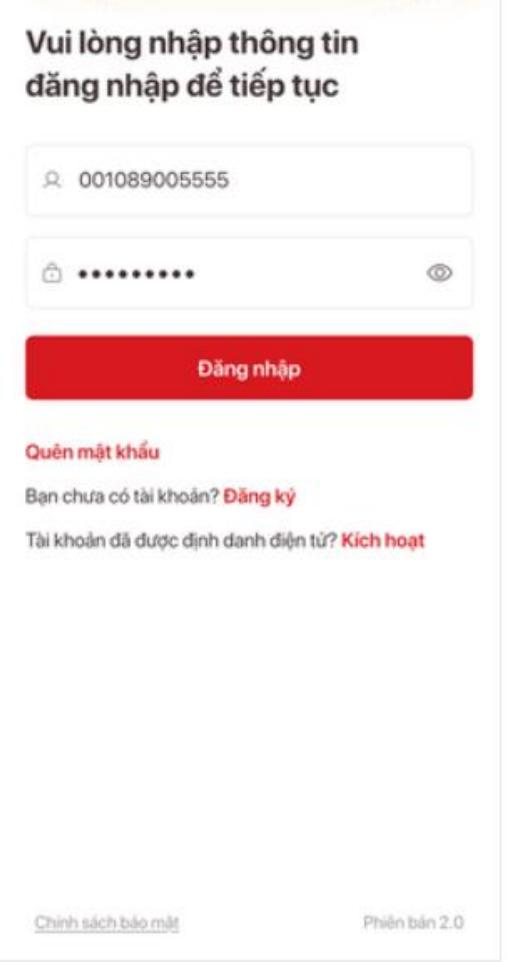 Vui lòng nhập thông tin
đăng nhập để tiếp tục
001089005555
•••••••••
Đăng nhập
Quên mật khẩu
Bạn chưa có tài khoản? Đăng ký
Tài khoản đã được định danh điện tử? Kích hoạt
Chính sách bảo mật
Phiên bản 2.0